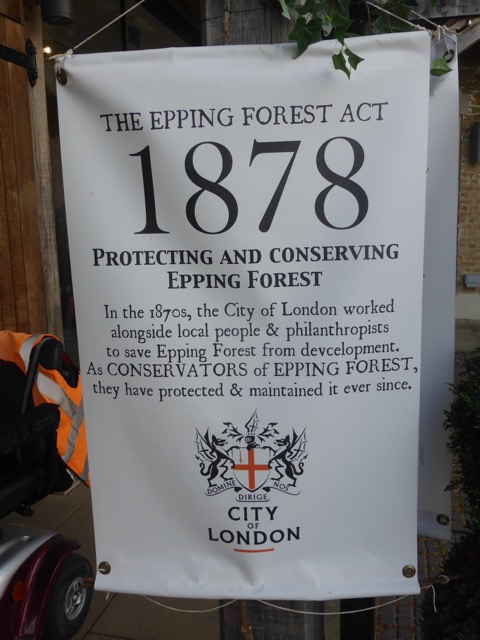 THE EPPING FOREST ACT
1878
PROTECTING AND CONSERVING
EPPING FOREST
In the 1870s, the City of London worked
alongside local people & philanthropists
to save Epping Forest from devcelopment.
As CONSERVATORS of EPPING FOREST,
they have protected & maintained it ever since.
DOMINE DIRIGE NOS
CITY
OF
LONDON